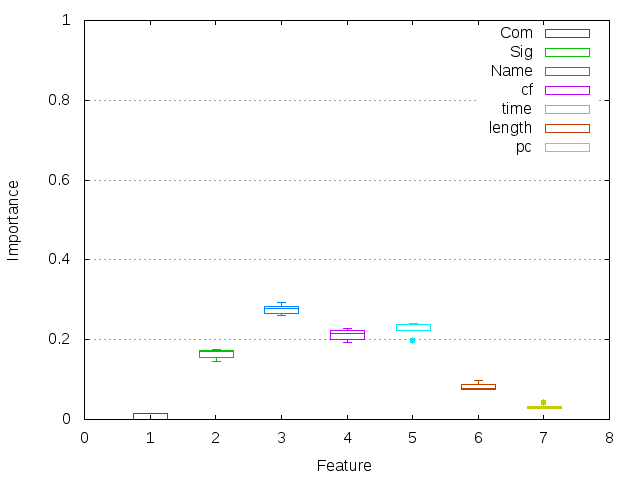 1
0.8
0.6
0.4
0.2
0
Importance
Com
Sig
Name
cf
time
length
pc
0 1 2 3 4 5 6 7 8
Feature